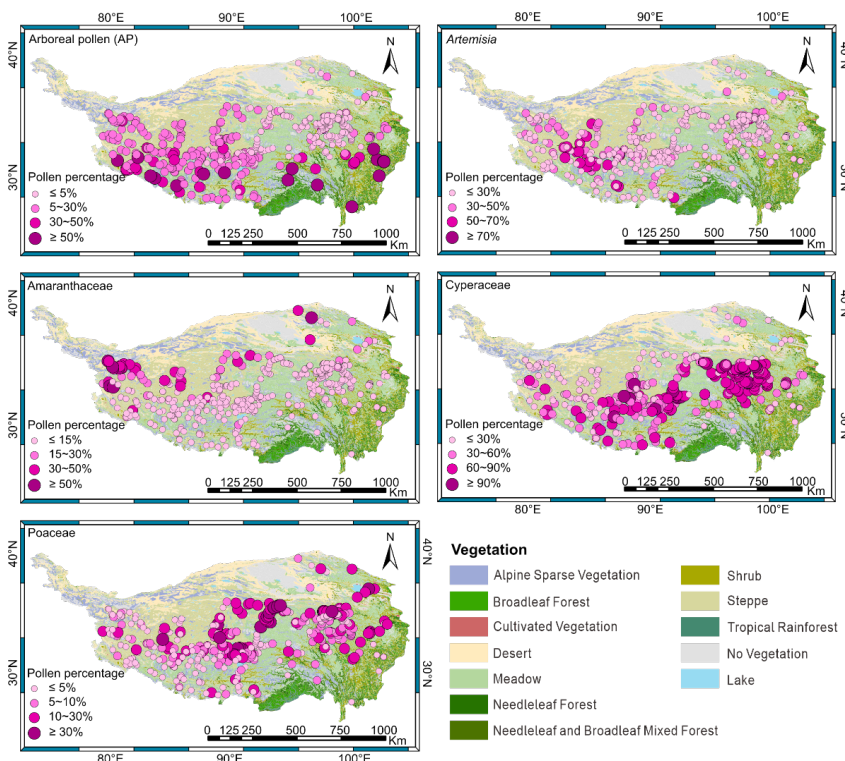 80°E 90°E 100°E
80°E 90°E 100°E
Arboreal pollen (AP)
N
40°N
30°N
Pollen percentage
≤ 5%
5~30%
30~50%
≥ 50%
0 125 250 500 750 1000
Km
Artemisia
N
40°N
30°N
Pollen percentage
≤ 30%
30~50%
50~70%
≥ 70%
0 125 250 500 750 1000
Km
Amaranthaceae
N
40°N
30°N
Pollen percentage
≤ 15%
15~30%
30~50%
≥ 50%
0 125 250 500 750 1000
Km
Cyperaceae
N
40°N
30°N
Pollen percentage
≤ 30%
30~60%
60~90%
≥ 90%
0 125 250 500 750 1000
Km
80°E 90°E 100°E
Poaceae
N
40°N
40°N
30°N
30°N
Pollen percentage
≤ 5%
5~10%
10~30%
≥ 30%
0 125 250 500 750 1000
Km
80°E 90°E 100°E
Vegetation
Alpine Sparse Vegetation
Broadleaf Forest
Cultivated Vegetation
Desert
Meadow
Needleleaf Forest
Needleleaf and Broadleaf Mixed Forest
Shrub
Steppe
Tropical Rainforest
No Vegetation
Lake